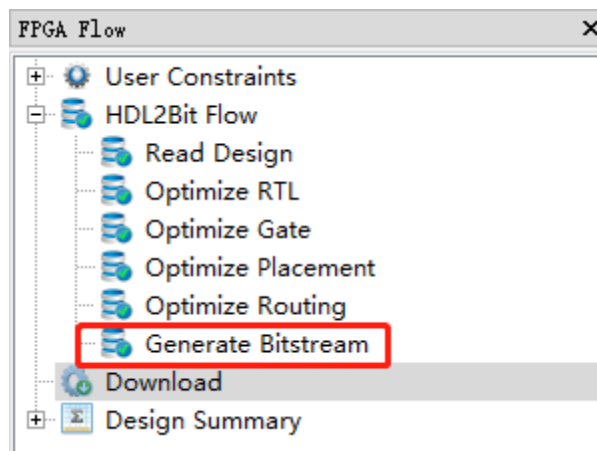 FPGA Flow
User Constraints
HDL2Bit Flow
Read Design
Optimize RTL
Optimize Gate
Optimize Placement
Optimize Routing
Generate Bitstream
Download
Design Summary